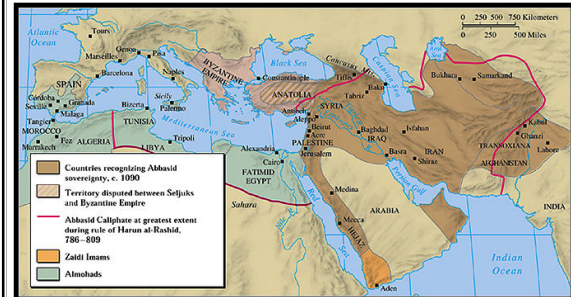 Atlantic
Ocean
Tours
Genoa
Pisa
Marseilles
Barcelona
SPAIN
Naples
Córdoba
Seville
Granada
Malaga
Tangier
MOROCCO
Fez
Marrakech
ALGERIA
Bizerta
TUNISIA
Sicily
Palermo
Mediterranean Sea
Tripoli
LIBYA
BYZANTINE
EMPIRE
Constantinople
Black Sea
ANATOLIA
Caucasus Mts.
Tiflis
Tabriz
Baku
Caspian Sea
Aral
Sea
0 250 500 750 Kilometers
0 250 500 Miles
Bukhara
Samarkand
Antioch
Aleppo
SYRIA
Beirut
Acre
PALESTINE
Jerusalem
Baghdad
IRAQ
Isfahan
IRAN
Basra
Shiraz
Persian Gulf
Kabul
Ghazni
TRANSOXIANA
Lahore
AFGHANISTAN
INDIA
Alexandria
Cairo
FATIMID
EGYPT
Sahara
Nile R.
Red
Sea
Medina
Mecca
HEJAZ
ARABIA
Aden
Indian
Ocean
Countries recognizing Abbasid
sovereignty, c. 1090
Territory disputed between Seljuks
and Byzantine Empire
Abbasid Caliphate at greatest extent
during rule of Harun al-Rashid,
786–809
Zaidi Imams
Almohads